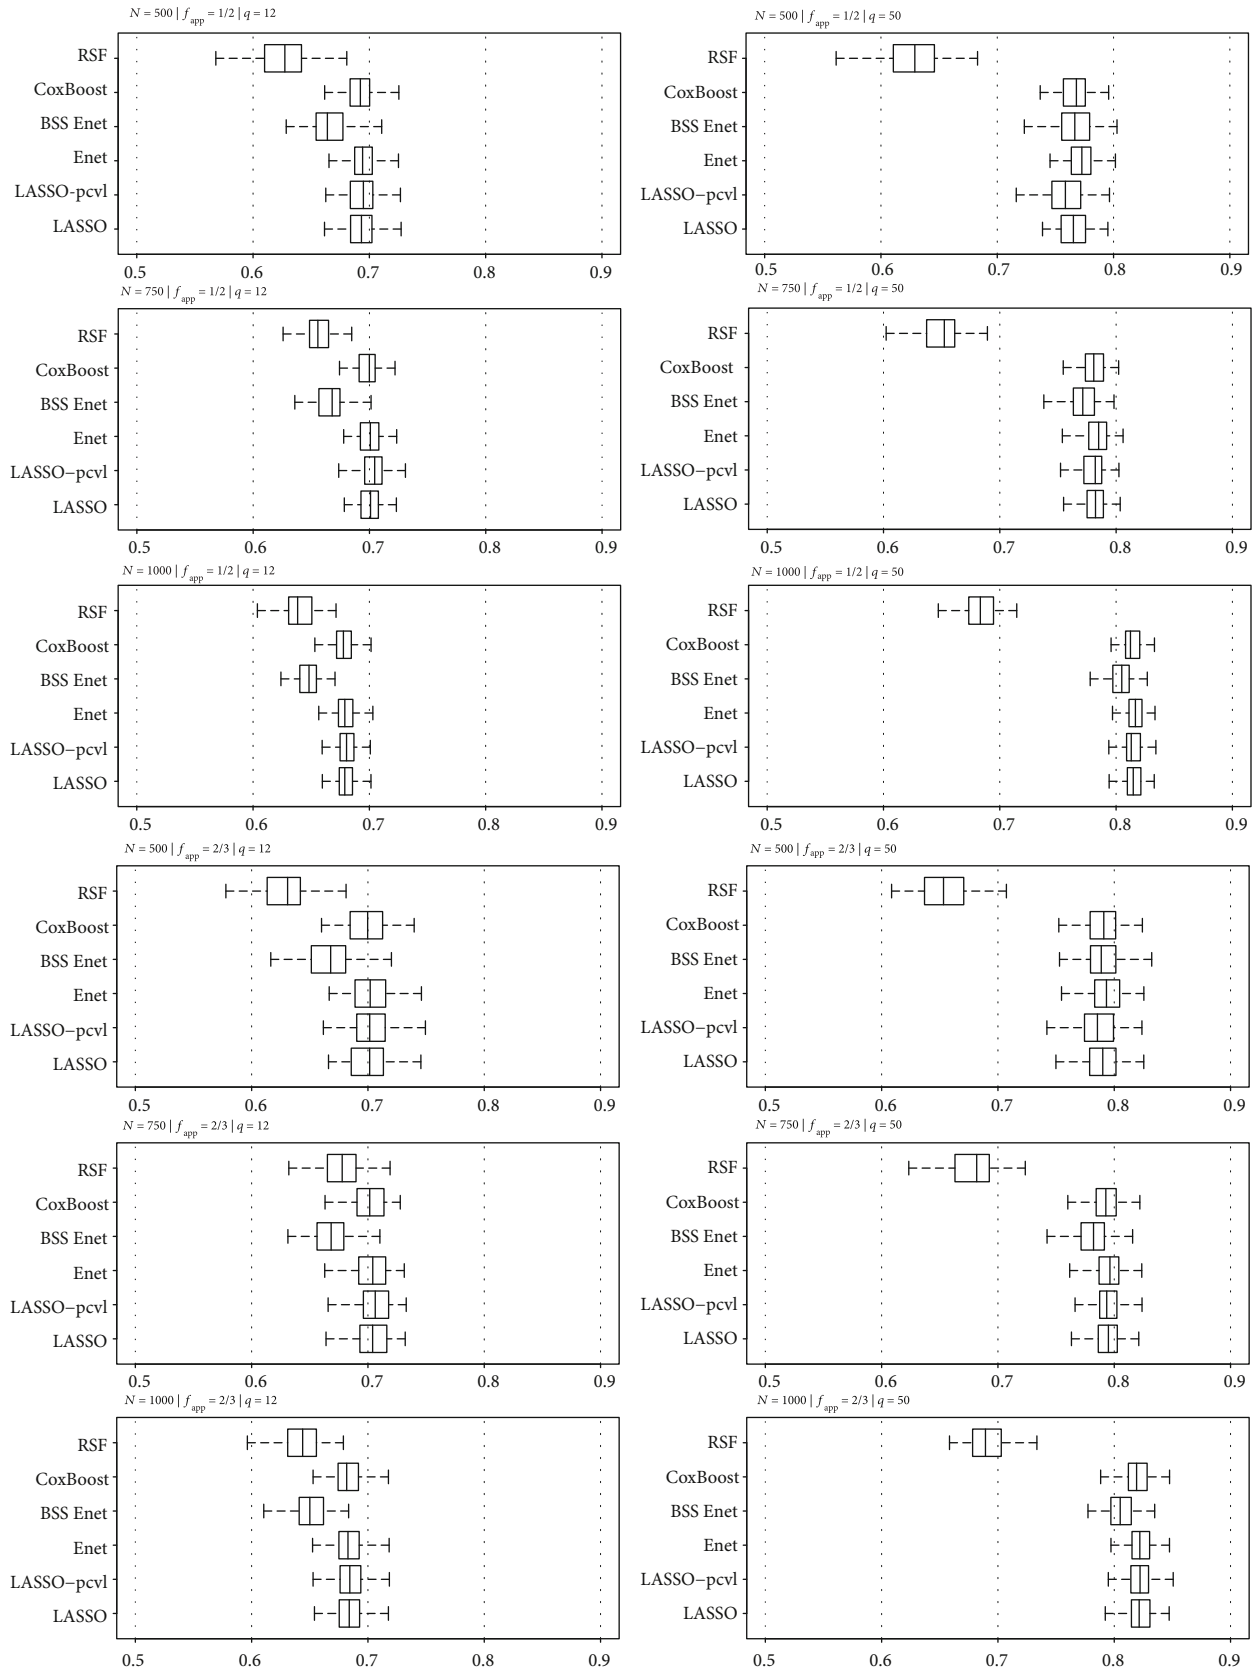 N = 500 | f app = 1/2 | q = 12
RSF
CoxBoost
BSS Enet
Enet
LASSO-pcvl
LASSO
0.5 0.6 0.7 0.8 0.9
N = 500 | f app = 1/2 | q = 50
RSF
CoxBoost
BSS Enet
Enet
LASSO−pcvl
LASSO
0.5 0.6 0.7 0.8 0.9
N = 750 | f app = 1/2 | q = 12
RSF
CoxBoost
BSS Enet
Enet
LASSO−pcvl
LASSO
0.5 0.6 0.7 0.8 0.9
N = 750 | f app = 1/2 | q = 50
RSF
CoxBoost
BSS Enet
Enet
LASSO−pcvl
LASSO
0.5 0.6 0.7 0.8 0.9
N = 1000 | f app = 1/2 | q = 12
RSF
CoxBoost
BSS Enet
Enet
LASSO−pcvl
LASSO
0.5 0.6 0.7 0.8 0.9
N = 1000 | f app = 1/2 | q = 50
RSF
CoxBoost
BSS Enet
Enet
LASSO−pcvl
LASSO
0.5 0.6 0.7 0.8 0.9
N = 500 | f app = 2/3 | q = 12
RSF
CoxBoost
BSS Enet
Enet
LASSO−pcvl
LASSO
0.5 0.6 0.7 0.8 0.9
N = 500 | f app = 2/3 | q = 50
RSF
CoxBoost
BSS Enet
Enet
LASSO−pcvl
LASSO
0.5 0.6 0.7 0.8 0.9
N = 750 | f app = 2/3 | q = 12
RSF
CoxBoost
BSS Enet
Enet
LASSO−pcvl
LASSO
0.5 0.6 0.7 0.8 0.9
N = 750 | f app = 2/3 | q = 50
RSF
CoxBoost
BSS Enet
Enet
LASSO−pcvl
LASSO
0.5 0.6 0.7 0.8 0.9
N = 1000 | f app = 2/3 | q = 12
RSF
CoxBoost
BSS Enet
Enet
LASSO−pcvl
LASSO
0.5 0.6 0.7 0.8 0.9
N = 1000 | f app = 2/3 | q = 50
RSF
CoxBoost
BSS Enet
Enet
LASSO−pcvl
LASSO
0.5 0.6 0.7 0.8 0.9